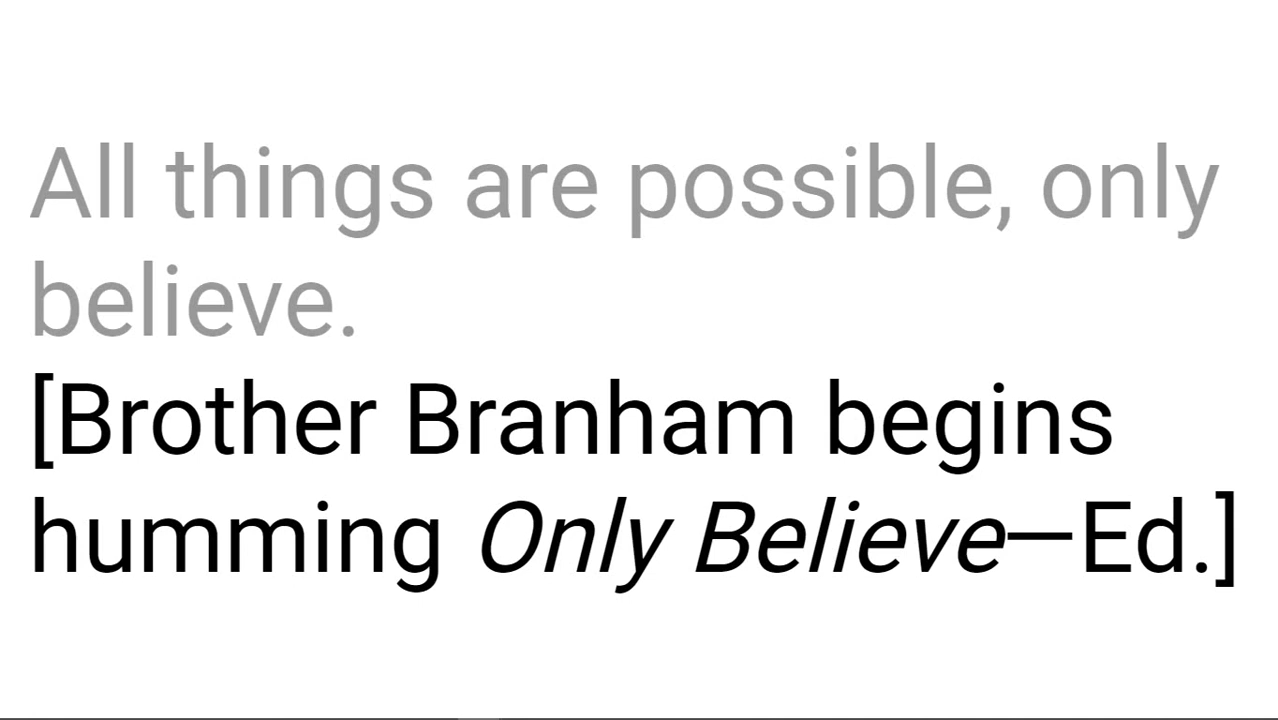 All things are possible, only
believe.
[Brother Branham begins
humming Only Believe—Ed.]